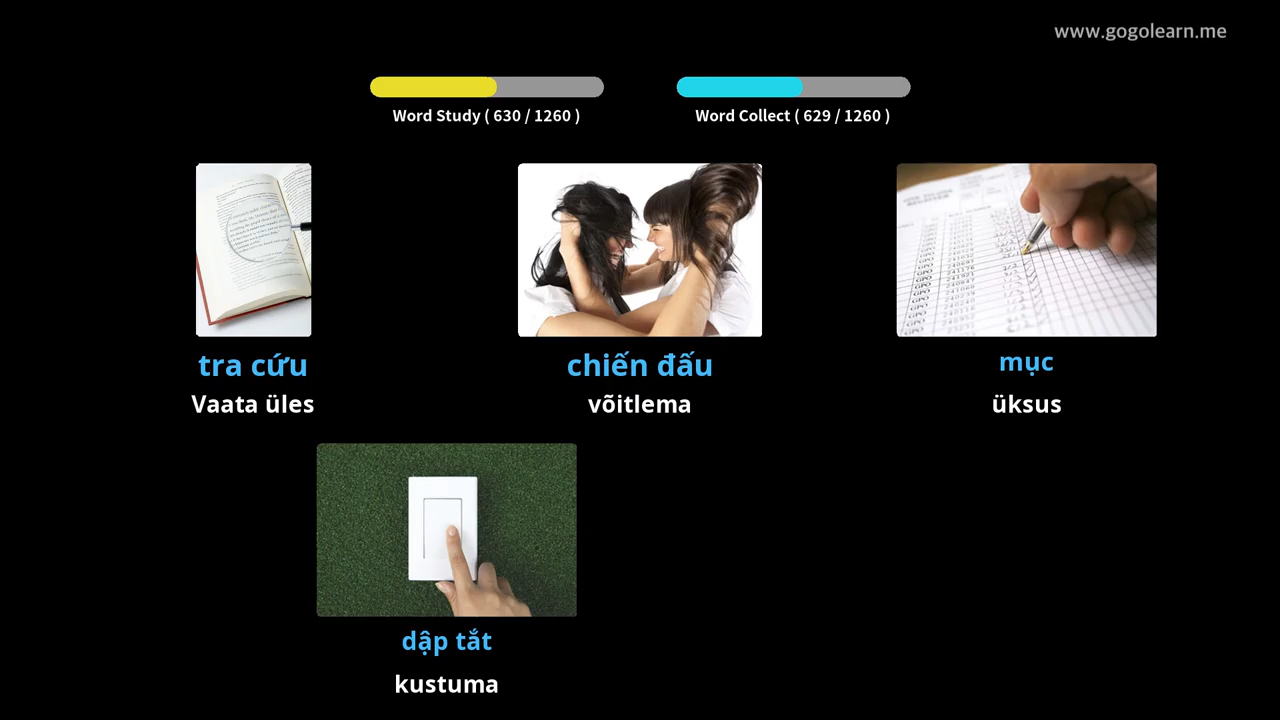 www.gogolearn.me
Word Study ( 630 / 1260 )
Word Collect ( 629 / 1260 )
tra cứu
Vaata üles
chiến đấu
võitlema
mục
üksus
dập tắt
kustuma